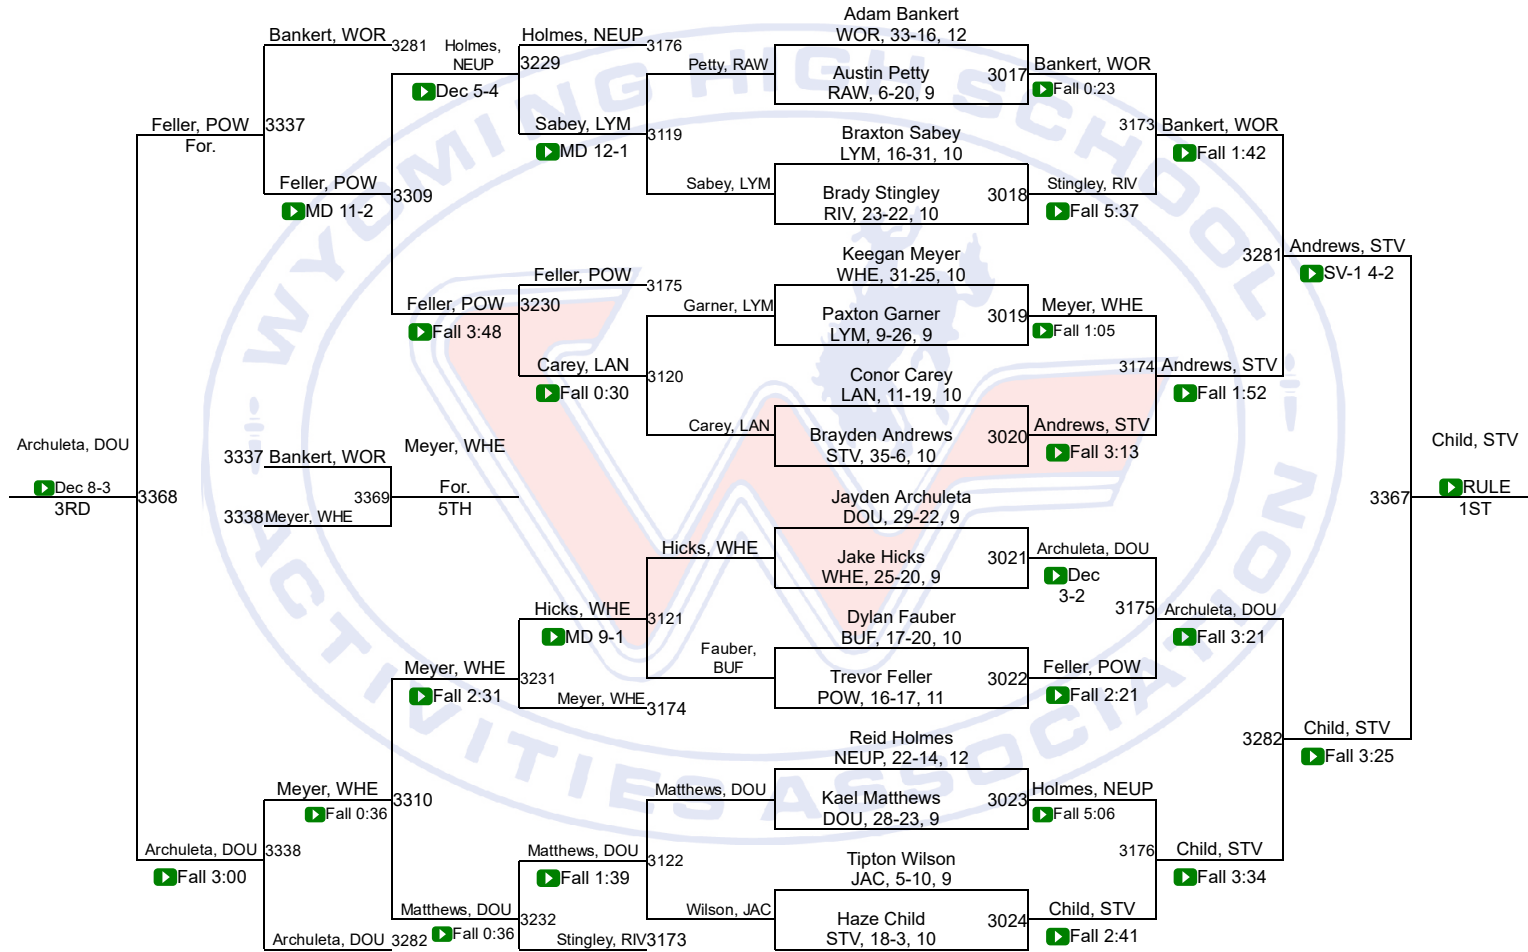 Adam Bankert
WOR, 33-16, 12
Austin Petty
RAW, 6-20, 9
3017
Braxton Sabey
LYM, 16-31, 10
Brady Stingley
RIV, 23-22, 10
3018
Keegan Meyer
WHE, 31-25, 10
Paxton Garner
LYM, 9-26, 9
3019
Conor Carey
LAN, 11-19, 10
Brayden Andrews
STV, 35-6, 10
3020
Jayden Archuleta
DOU, 29-22, 9
Jake Hicks
WHE, 25-20, 9
3021
Dylan Fauber
BUF, 17-20, 10
Trevor Feller
POW, 16-17, 11
3022
Reid Holmes
NEUP, 22-14, 12
Kael Matthews
DOU, 28-23, 9
3023
Tipton Wilson
JAC, 5-10, 9
Haze Child
STV, 18-3, 10
3024
Bankert, WOR
Fall 0:23
3173
Stingley, RIV
Fall 5:37
Meyer, WHE
Fall 1:05
3174
Andrews, STV
Fall 3:13
Archuleta, DOU
Dec
3-2
3175
Feller, POW
Fall 2:21
Holmes, NEUP
Fall 5:06
3176
Child, STV
Fall 2:41
Bankert, WOR
Fall 1:42
3281
Andrews, STV
Fall 1:52
Archuleta, DOU
Fall 3:21
3282
Child, STV
Fall 3:34
Andrews, STV
SV-1 4-2
3367
Child, STV
Fall 3:25
Child, STV
RULE
1ST
Petty, RAW
3119
Sabey, LYM
Garner, LYM
3120
Carey, LAN
Hicks, WHE
3121
Fauber,
BUF
Matthews, DOU
3122
Wilson, JAC
Holmes, NEUP
3176
3229
Sabey, LYM
MD 12-1
Feller, POW
3175
3230
Carey, LAN
Fall 0:30
Hicks, WHE
MD 9-1
3231
Meyer, WHE
3174
Matthews, DOU
Fall 1:39
3232
Stingley, RIV
3173
Holmes,
NEUP
Dec 5-4
3309
Feller, POW
Fall 3:48
Meyer, WHE
Fall 2:31
3310
Matthews, DOU
Fall 0:36
Bankert, WOR
3281
3337
Feller, POW
MD 11-2
Meyer, WHE
Fall 0:36
3338
Archuleta, DOU
3282
Feller, POW
For.
3368
Archuleta, DOU
Fall 3:00
Archuleta, DOU
Dec 8-3
3RD
3337
Bankert, WOR
3369
3338
Meyer, WHE
Meyer, WHE
For.
5TH
WYOMING HIGH SCHOOL
ACTIVITIES ASSOCIATION